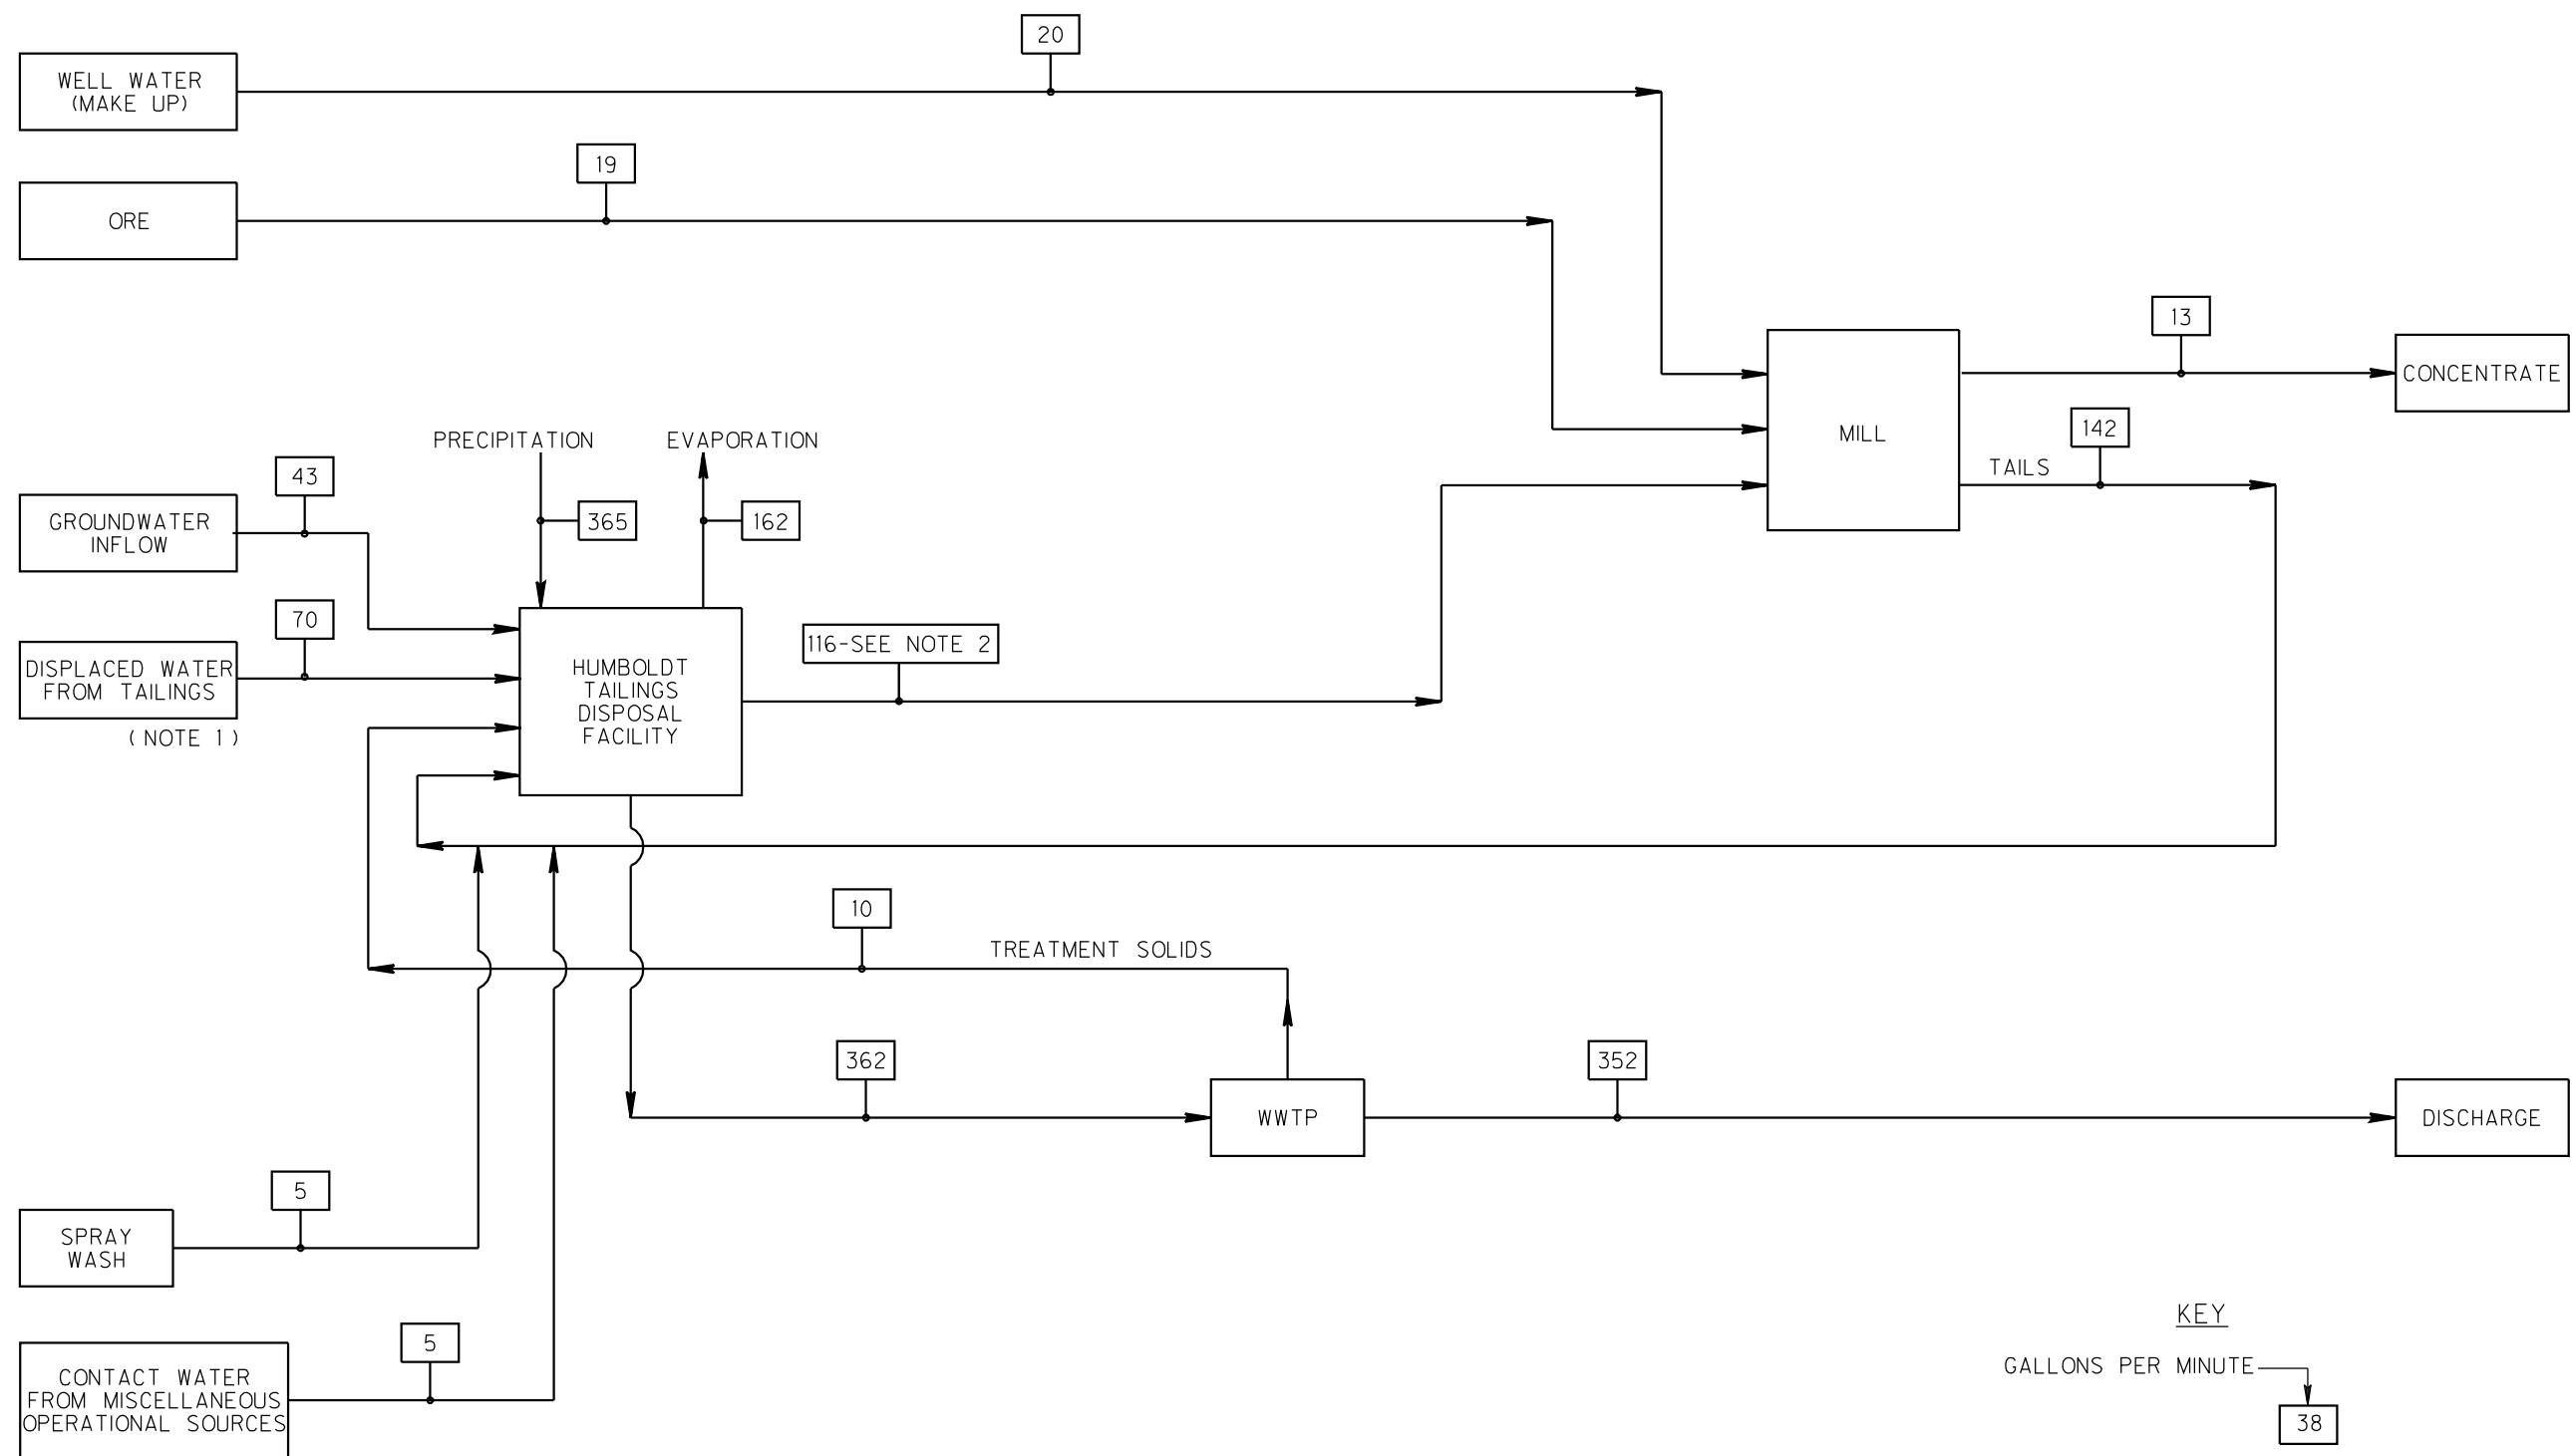 20
WELL WATER
(MAKE UP)
19
ORE
13
CONCENTRATE
142
MILL
TAILS
PRECIPITATION
EVAPORATION
43
365
162
GROUNDWATER
INFLOW
70
116-SEE NOTE 2
DISPLACED WATER
FROM TAILINGS
( NOTE 1 )
HUMBOLDT
TAILINGS
DISPOSAL
FACILITY
10
TREATMENT SOLIDS
362
352
WWTP
DISCHARGE
5
SPRAY
WASH
5
CONTACT WATER
FROM MISCELLANEOUS
OPERATIONAL SOURCES
KEY
GALLONS PER MINUTE
38